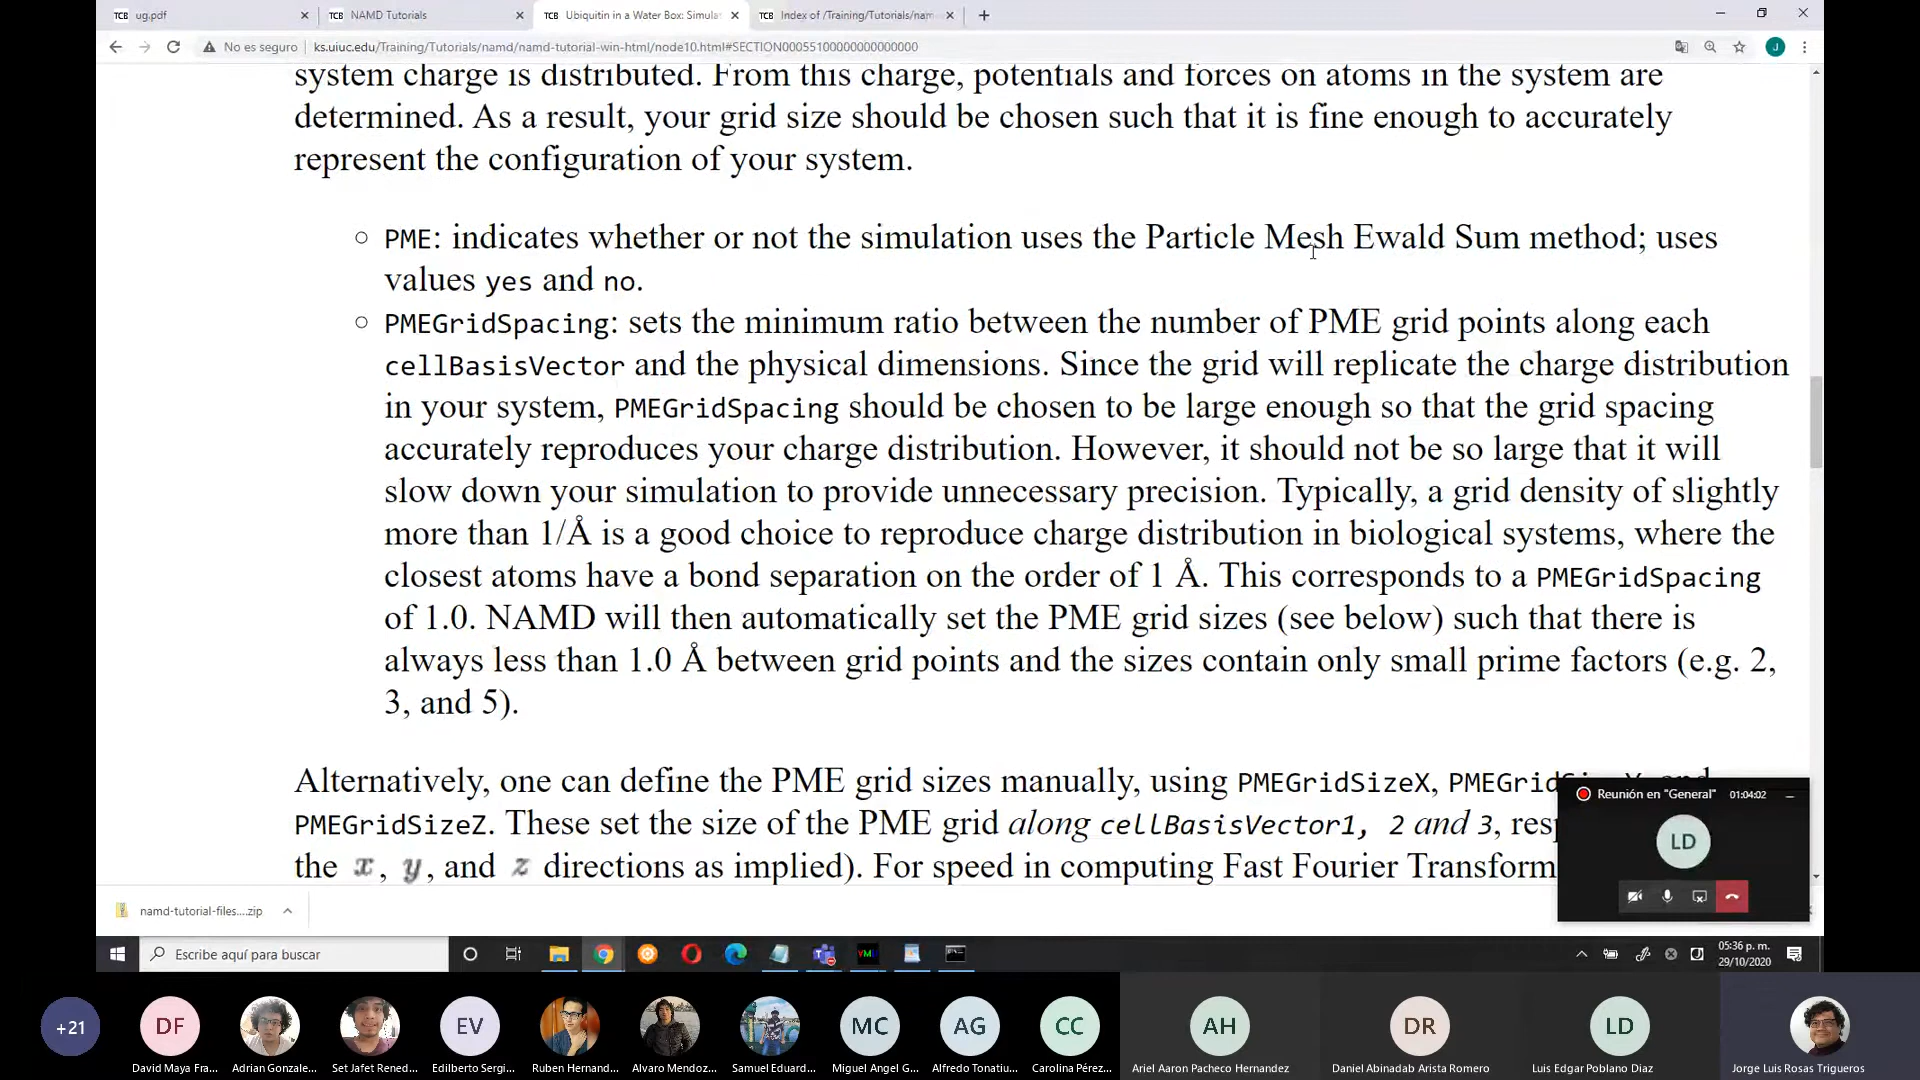 ug.pdf
NAMD Tutorials
Ubiquitin in a Water Box: Simula
Index of /Training/Tutorials/nam
No es seguro | ks.uiuc.edu/Training/Tutorials/namd/namd-tutorial-win-html/node10.html#SECTION00055100000000000000
J
system charge is distributed. From this charge, potentials and forces on atoms in the system are
determined. As a result, your grid size should be chosen such that it is fine enough to accurately
represent the configuration of your system.
PME: indicates whether or not the simulation uses the Particle Mesh Ewald Sum method; uses
values yes and no.
PMEGridSpacing: sets the minimum ratio between the number of PME grid points along each
cellBasisVector and the physical dimensions. Since the grid will replicate the charge distribution
in your system, PMEGridSpacing should be chosen to be large enough so that the grid spacing
accurately reproduces your charge distribution. However, it should not be so large that it will
slow down your simulation to provide unnecessary precision. Typically, a grid density of slightly
more than 1/Å is a good choice to reproduce charge distribution in biological systems, where the
closest atoms have a bond separation on the order of 1 Å. This corresponds to a PMEGridSpacing
of 1.0. NAMD will then automatically set the PME grid sizes (see below) such that there is
always less than 1.0 Å between grid points and the sizes contain only small prime factors (e.g. 2,
3, and 5).
Alternatively, one can define the PME grid sizes manually, using PMEGridSizeX, PMEGridSizeY, and
PMEGridSizeZ. These set the size of the PME grid along cellBasisVector1, 2 and 3, resp
the x, y, and z directions as implied). For speed in computing Fast Fourier Transform
Reunión en "General" 01:04:02
LD
namd-tutorial-files....zip
Escribe aquí para buscar
05:36 p. m.
29/10/2020
+21
DF
EV
MC
AG
CC
AH
DR
LD
David Maya Fra...
Adrian Gonzale...
Set Jafet Rened...
Edilberto Sergi...
Ruben Hernand...
Alvaro Mendoz...
Samuel Eduard...
Miguel Angel G...
Alfredo Tonatiu...
Carolina Pérez...
Ariel Aaron Pacheco Hernandez
Daniel Abinadab Arista Romero
Luis Edgar Poblano Diaz
Jorge Luis Rosas Trigueros